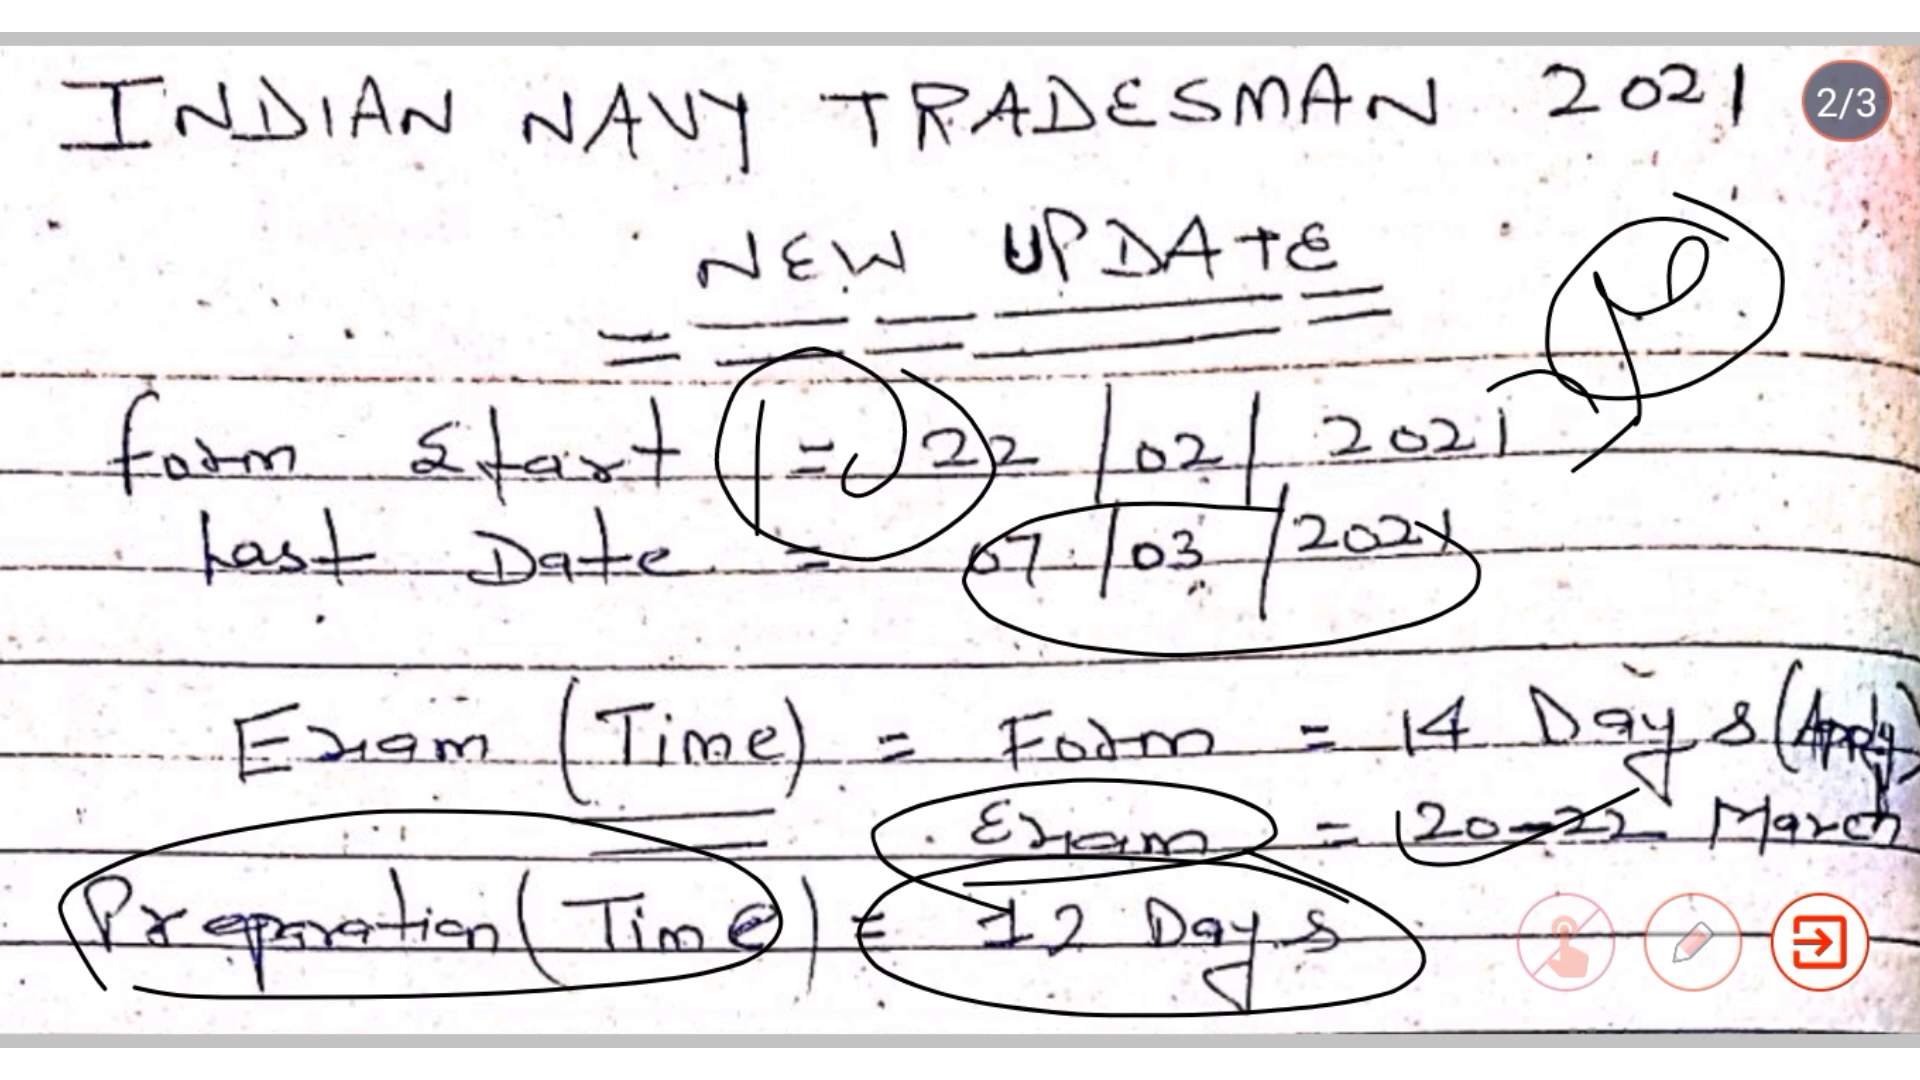 INDIAN NAVY TRADESMAN 2021
2/3
NEW UPDATE
Form Start = 22/02/2021
Last Date = 07/03/2021
Exam (Time) = Form = 14 Days (Apply)
Exam = 20-22 March
Preparation (Time) = 12 Days